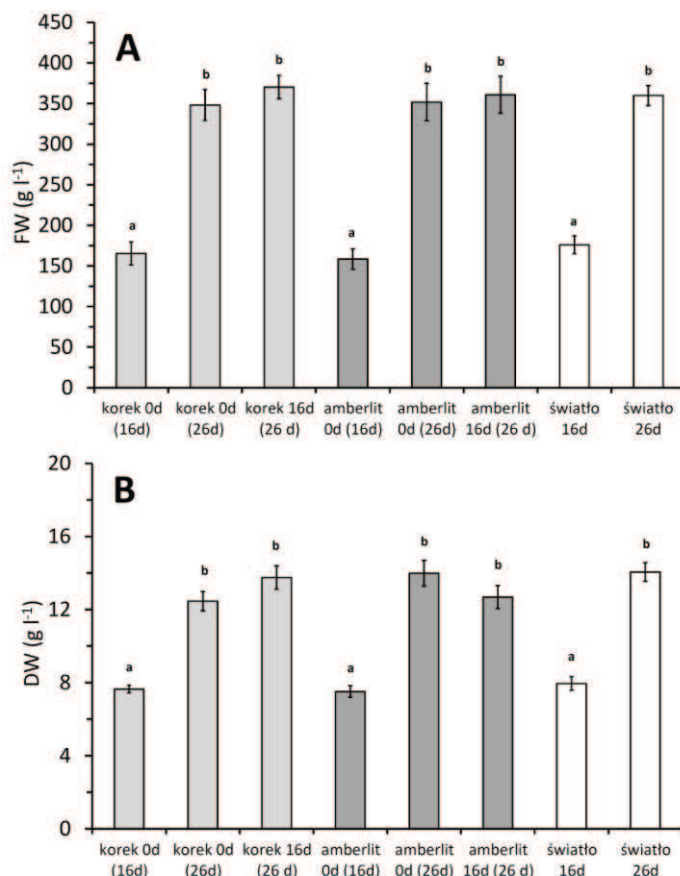 A
450
400
350
300
250
200
150
100
50
0
FW (g l⁻¹)
a
b
b
a
b
b
a
b
korek 0d korek 0d korek 16d amberlit amberlit amberlit światło światło
(16d) (26d) (26 d) 0d (16d) 0d (26d) 16d (26 d) 16d 26d
B
20
16
12
8
4
0
DW (g l⁻¹)
a
b
b
a
b
b
a
b
korek 0d korek 0d korek 16d amberlit amberlit amberlit światło światło
(16d) (26d) (26 d) 0d (16d) 0d (26d) 16d (26 d) 16d 26d